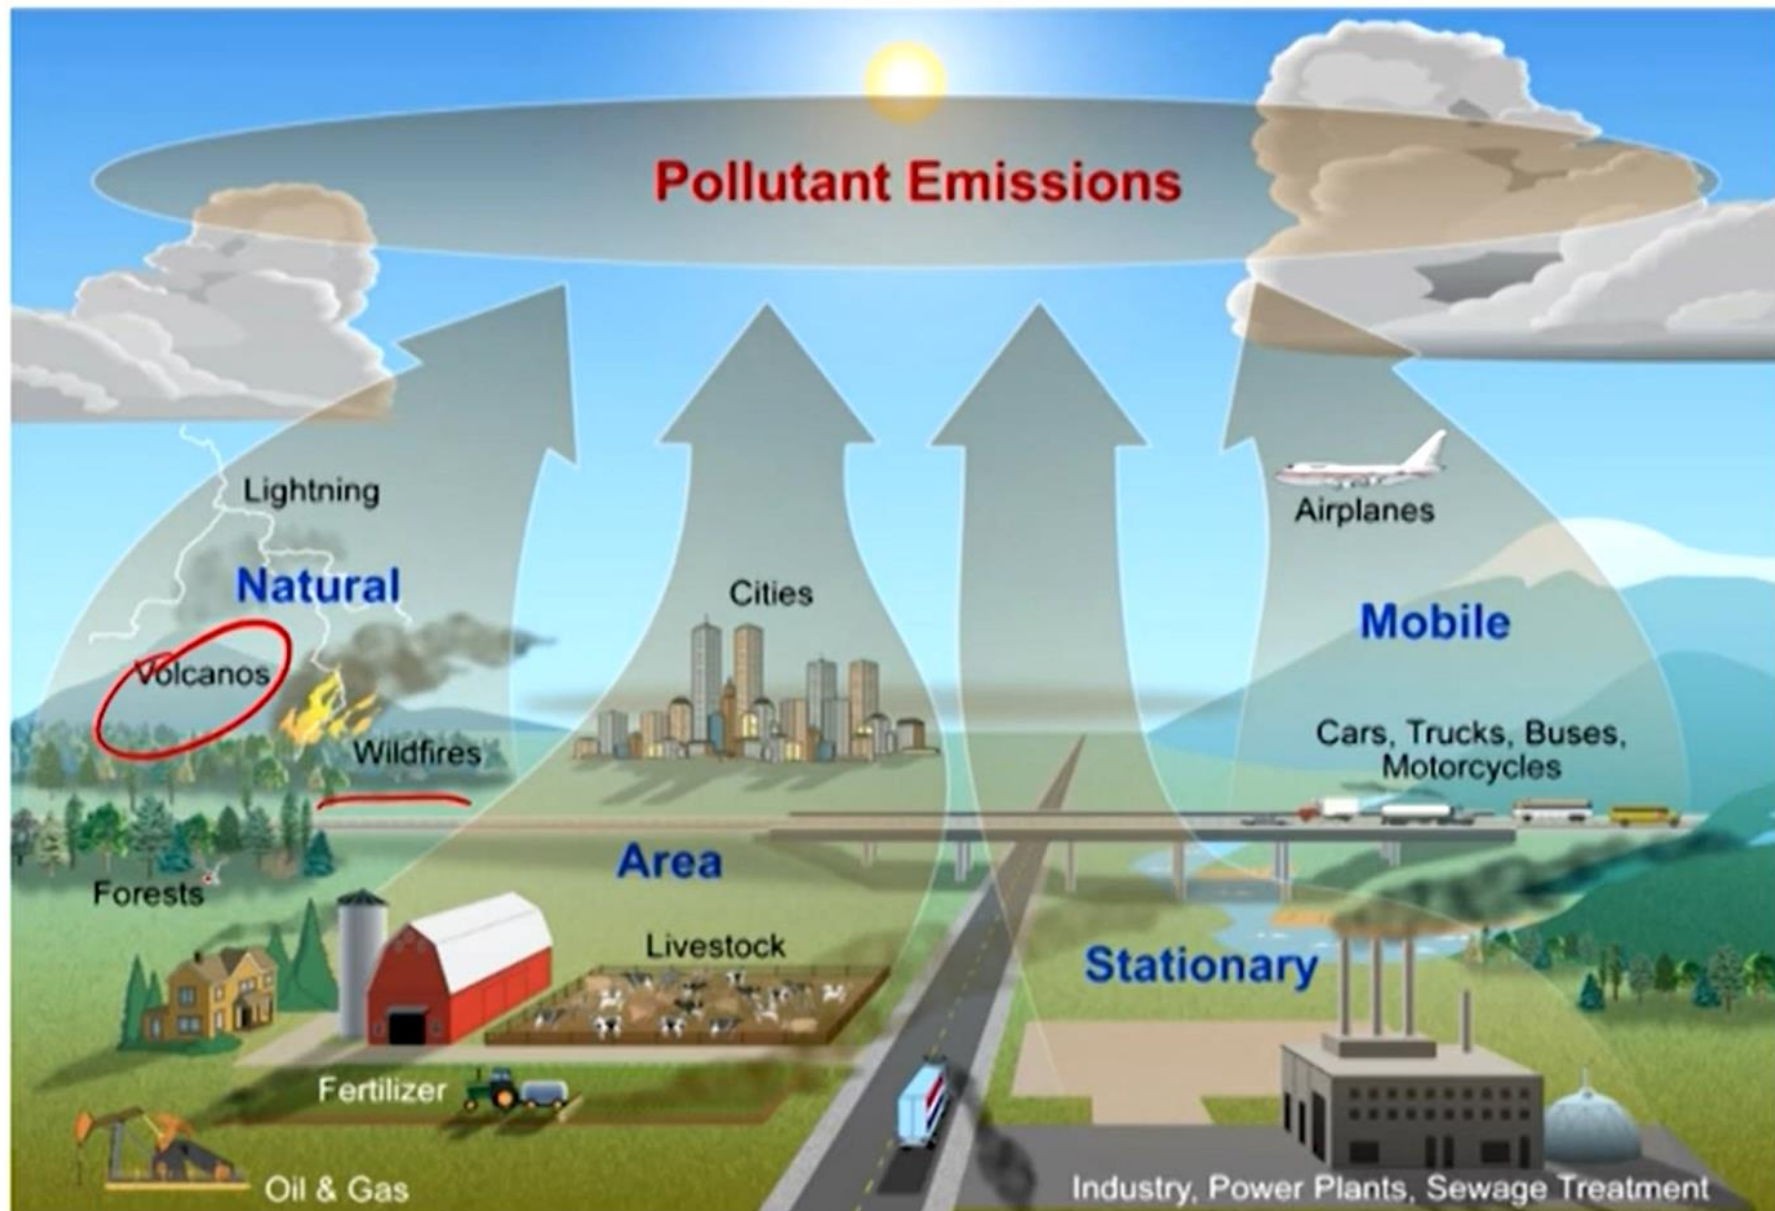 Pollutant Emissions
Lightning
Airplanes
Natural
Cities
Mobile
Volcanos
Cars, Trucks, Buses,
Motorcycles
Wildfires
Area
Forests
Livestock
Stationary
Fertilizer
Oil & Gas
Industry, Power Plants, Sewage Treatment